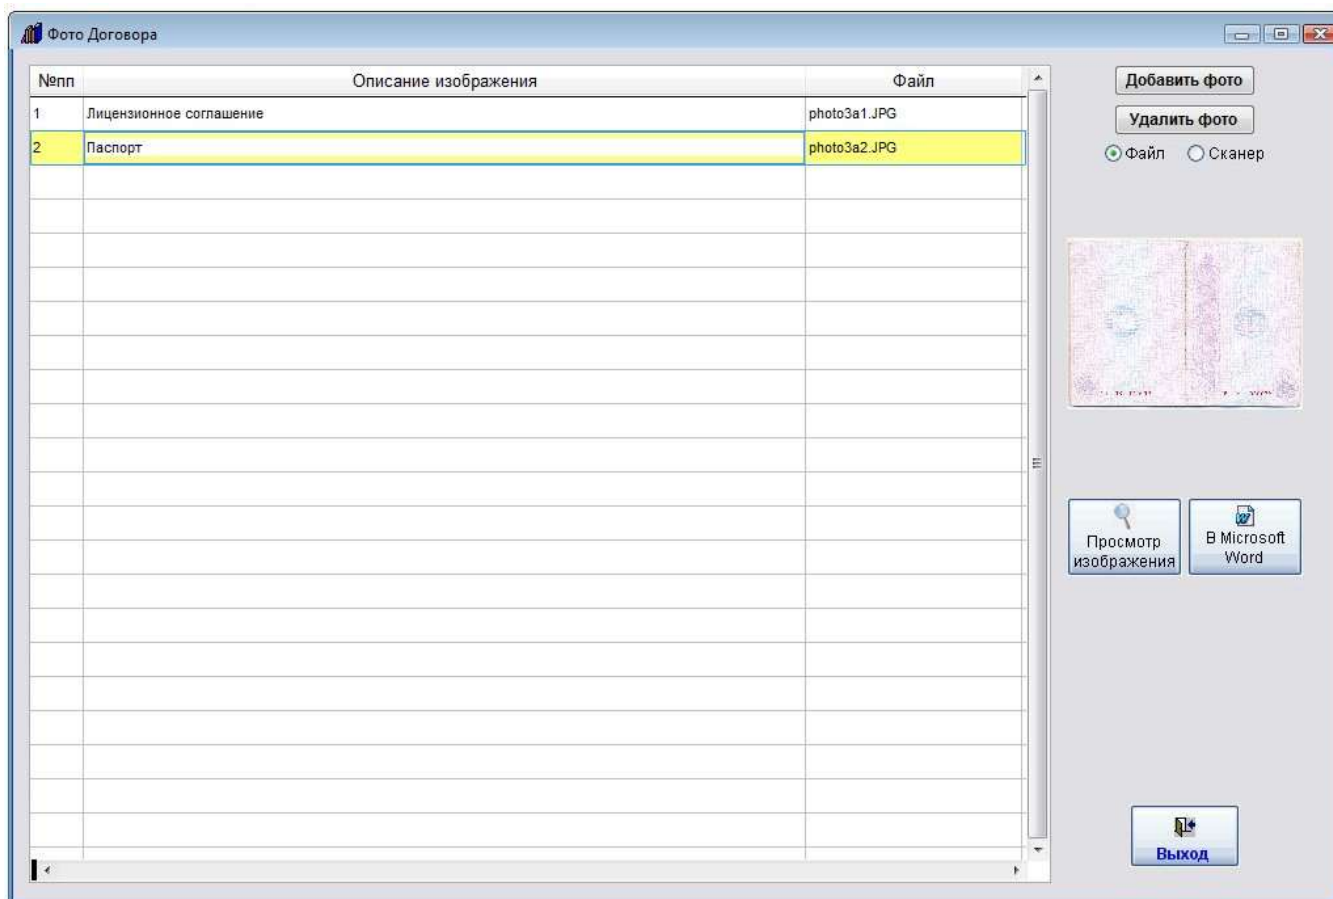 Фото Договора
№пп Описание изображения Файл
1 Лицензионное соглашение photo3a1.JPG
2 Паспорт photo3a2.JPG
Добавить фото
Удалить фото
Файл Сканер
Просмотр
изображения
В Microsoft
Word
Выход